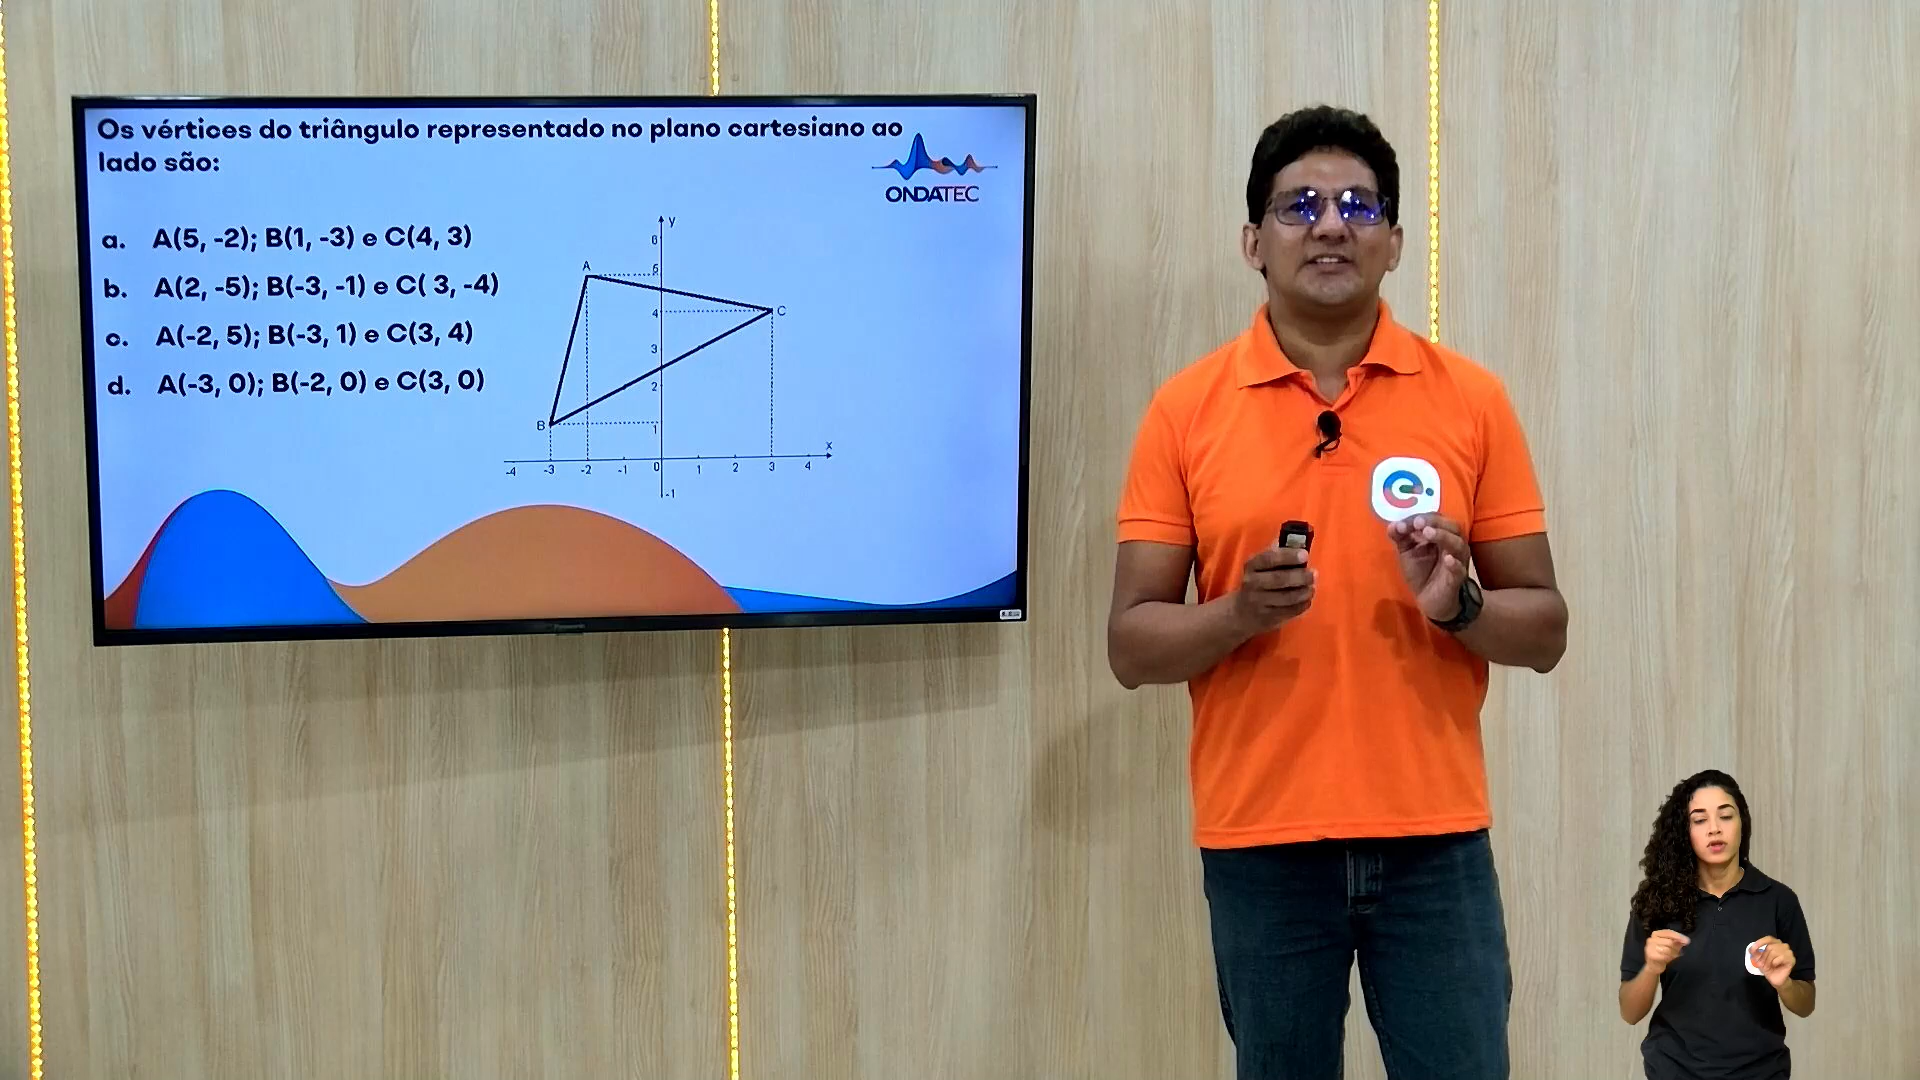 Os vértices do triângulo representado no plano cartesiano ao
lado são:
ONDATEC
a. A(5, -2); B(1, -3) e C(4, 3)
b. A(2, -5); B(-3, -1) e C( 3, -4)
c. A(-2, 5); B(-3, 1) e C(3, 4)
d. A(-3, 0); B(-2, 0) e C(3, 0)
y
6
A
5
4
C
3
2
B
1
x
-4 -3 -2 -1 0 1 2 3 4
-1
Panasonic